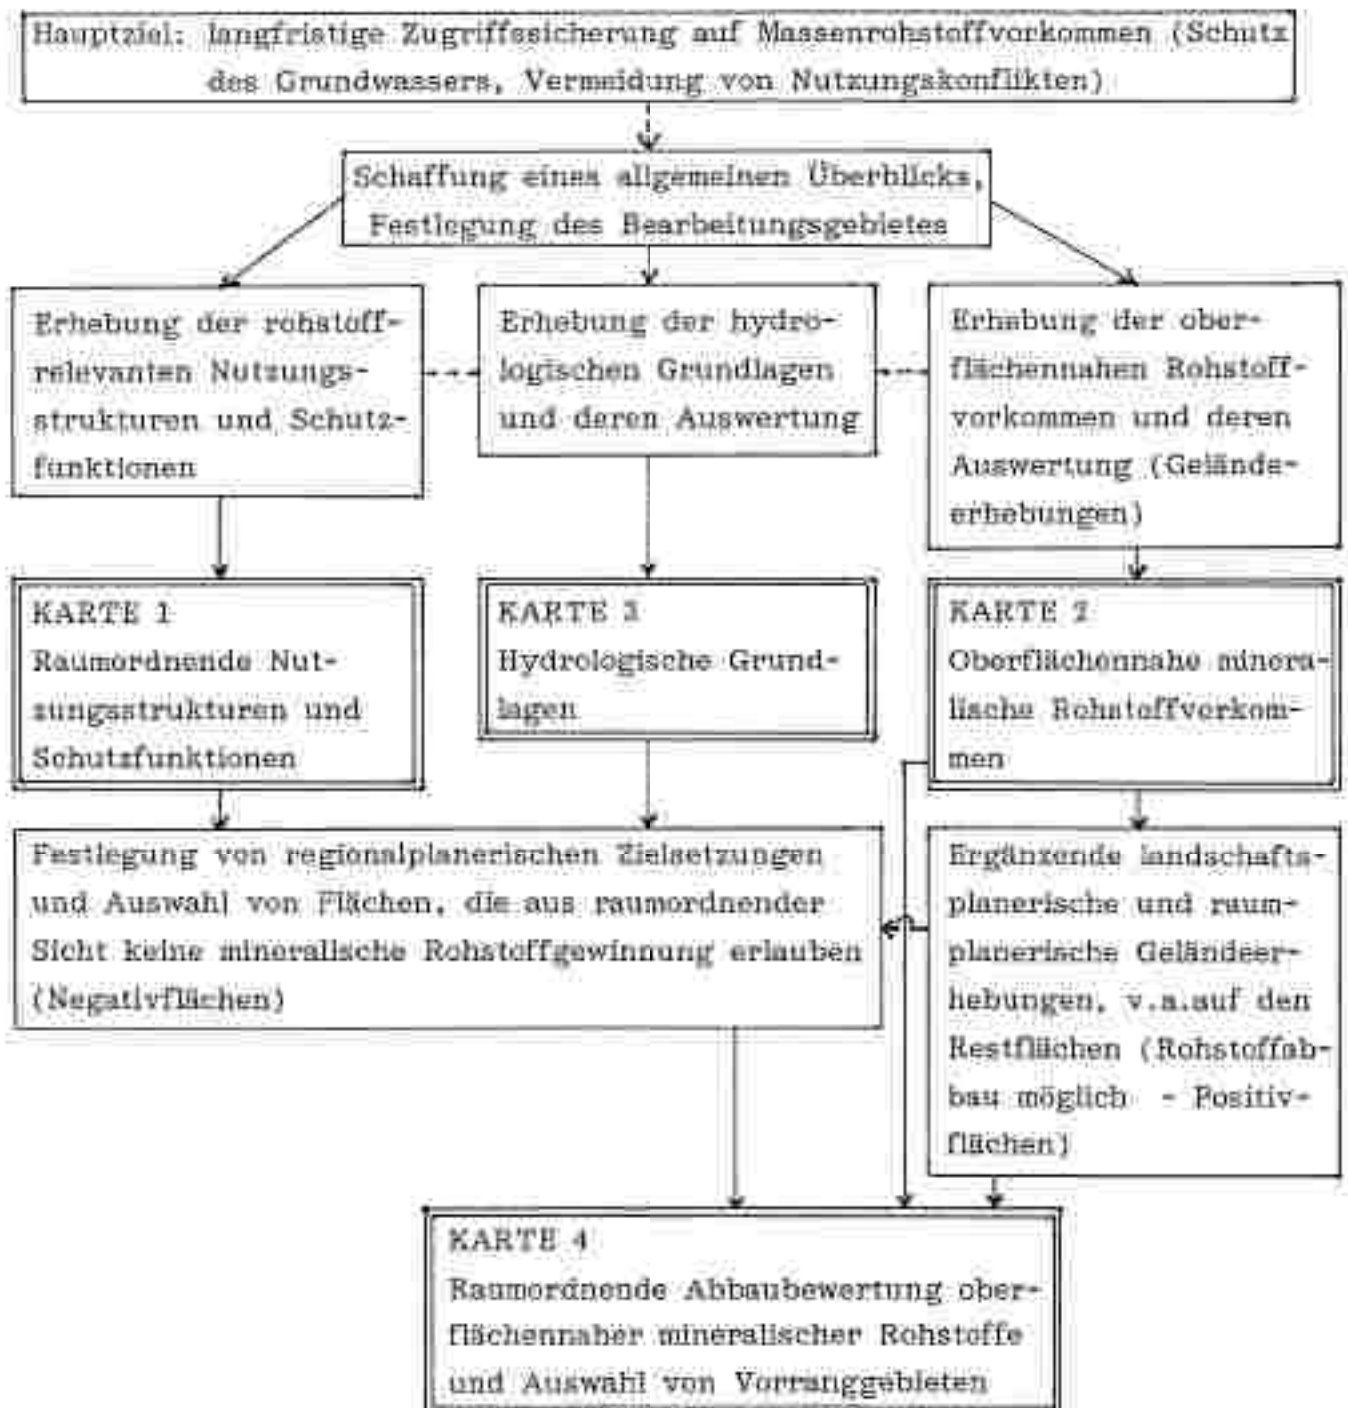 Hauptziel: langfristige Zugriffssicherung auf Massenrohstoffvorkommen (Schutz
des Grundwassers, Vermeidung von Nutzungskonflikten)
Schaffung eines allgemeinen Überblicks,
Festlegung des Bearbeitungsgebietes
Erhebung der rohstoff-
relevanten Nutzungs-
strukturen und Schutz-
funktionen
Erhebung der hydro-
logischen Grundlagen
und deren Auswertung
Erhebung der ober-
flächennahen Rohstoff-
vorkommen und deren
Auswertung (Gelände-
erhebungen)
KARTE 1
Raumordnende Nut-
zungsstrukturen und
Schutzfunktionen
KARTE 3
Hydrologische Grund-
lagen
KARTE 2
Oberflächennahe minera-
lische Rohstoffvorkom-
men
Festlegung von regionalplanerischen Zielsetzungen
und Auswahl von Flächen, die aus raumordnender
Sicht keine mineralische Rohstoffgewinnung erlauben
(Negativflächen)
Ergänzende landschafts-
planerische und raum-
planerische Geländeer-
hebungen, v.a.auf den
Restflächen (Rohstoffab-
bau möglich - Positiv-
flächen)
KARTE 4
Raumordnende Abbaubewertung ober-
flächennaher mineralischer Rohstoffe
und Auswahl von Vorranggebieten